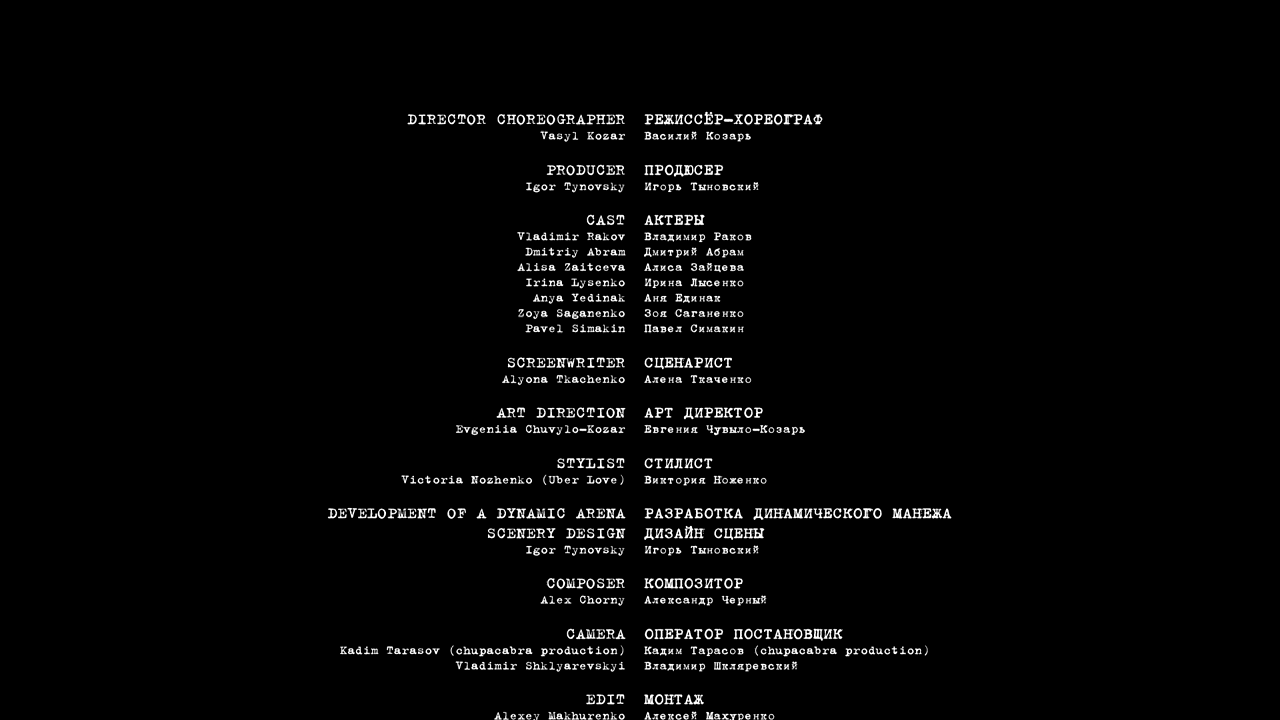 DIRECTOR CHOREOGRAPHER РЕЖИССЁР-ХОРЕОГРАФ
Vasyl Kozar Василий Козарь
PRODUCER ПРОДЮСЕР
Igor Tynovsky Игорь Тыновский
CAST АКТЕРЫ
Vladimir Rakov Владимир Раков
Dmitriy Abram Дмитрий Абрам
Alisa Zaitceva Алиса Зайцева
Irina Lysenko Ирина Лысенко
Anya Yedinak Аня Единак
Zoya Saganenko Зоя Саганенко
Pavel Simakin Павел Симакин
SCREENWRITER СЦЕНАРИСТ
Alyona Tkachenko Алена Ткаченко
ART DIRECTION АРТ ДИРЕКТОР
Evgeniia Chuvylo-Kozar Евгения Чувыло-Козарь
STYLIST СТИЛИСТ
Victoria Nozhenko (Uber Love) Виктория Ноженко
DEVELOPMENT OF A DYNAMIC ARENA РАЗРАБОТКА ДИНАМИЧЕСКОГО МАНЕЖА
SCENERY DESIGN ДИЗАЙН СЦЕНЫ
Igor Tynovsky Игорь Тыновский
COMPOSER КОМПОЗИТОР
Alex Chorny Александр Черный
CAMERA ОПЕРАТОР ПОСТАНОВЩИК
Kadim Tarasov (chupacabra production) Кадим Тарасов (chupacabra production)
Vladimir Shklyarevskyi Владимир Шкляревский
EDIT МОНТАЖ
Alexey Makhurenko Алексей Махуренко